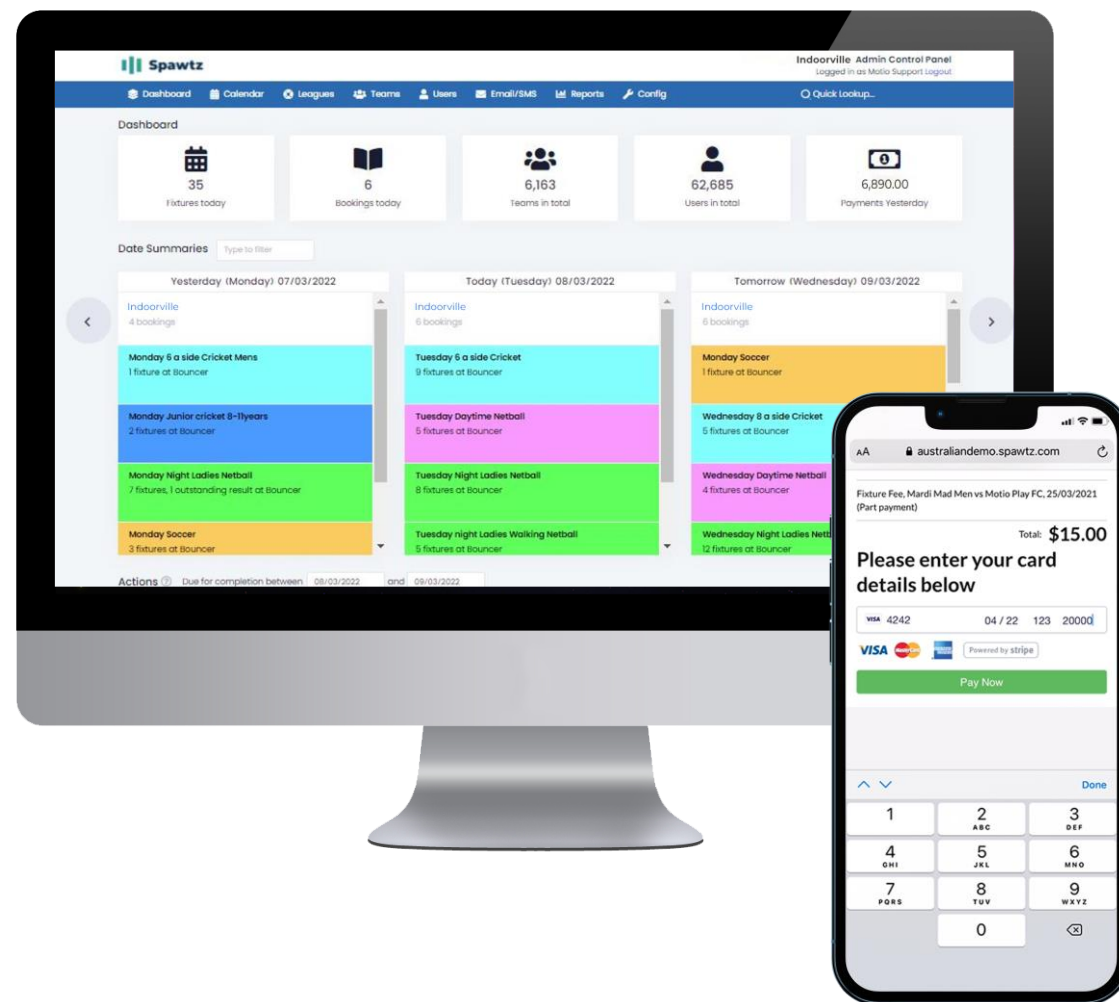 Spawtz
Indoorville Admin Control Panel
Logged in as Motio Support Logout
Dashboard Calendar Leagues Teams Users Email/SMS Reports Config Quick Lookup...
Dashboard
35 6 6,163 62,685 6,890.00
Fixtures today Bookings today Teams in total Users in total Payments Yesterday
Date Summaries Type to filter
Yesterday (Monday) 07/03/2022
Indoorville
4 bookings
Monday 6 a side Cricket Mens
1 fixture at Bouncer
Monday Junior cricket 8-11years
2 fixtures at Bouncer
Monday Night Ladies Netball
7 fixtures, 1 outstanding result at Bouncer
Monday Soccer
3 fixtures at Bouncer
Today (Tuesday) 08/03/2022
Indoorville
6 bookings
Tuesday 6 a side Cricket
9 fixtures at Bouncer
Tuesday Daytime Netball
5 fixtures at Bouncer
Tuesday Night Ladies Netball
8 fixtures at Bouncer
Tuesday night Ladies Walking Netball
5 fixtures at Bouncer
Tomorrow (Wednesday) 09/03/2022
Indoorville
6 bookings
Monday Soccer
1 fixture at Bouncer
Wednesday 8 a side Cricket
5 fixtures at Bouncer
Wednesday Daytime Netball
4 fixtures at Bouncer
Wednesday Night Ladies Netb
12 fixtures at Bouncer
Actions ? Due for completion between 08/03/2022 and 09/03/2022
AA australiandemo.spawtz.com
Fixture Fee, Mardi Mad Men vs Motio Play FC, 25/03/2021
(Part payment)
Total: $15.00
Please enter your card
details below
VISA 4242 04 / 22 123 20000
VISA MasterCard AMERICAN EXPRESS Powered by stripe
Pay Now
Done
1 2 3
ABC DEF
4 5 6
GHI JKL MNO
7 8 9
PQRS TUV WXYZ
0